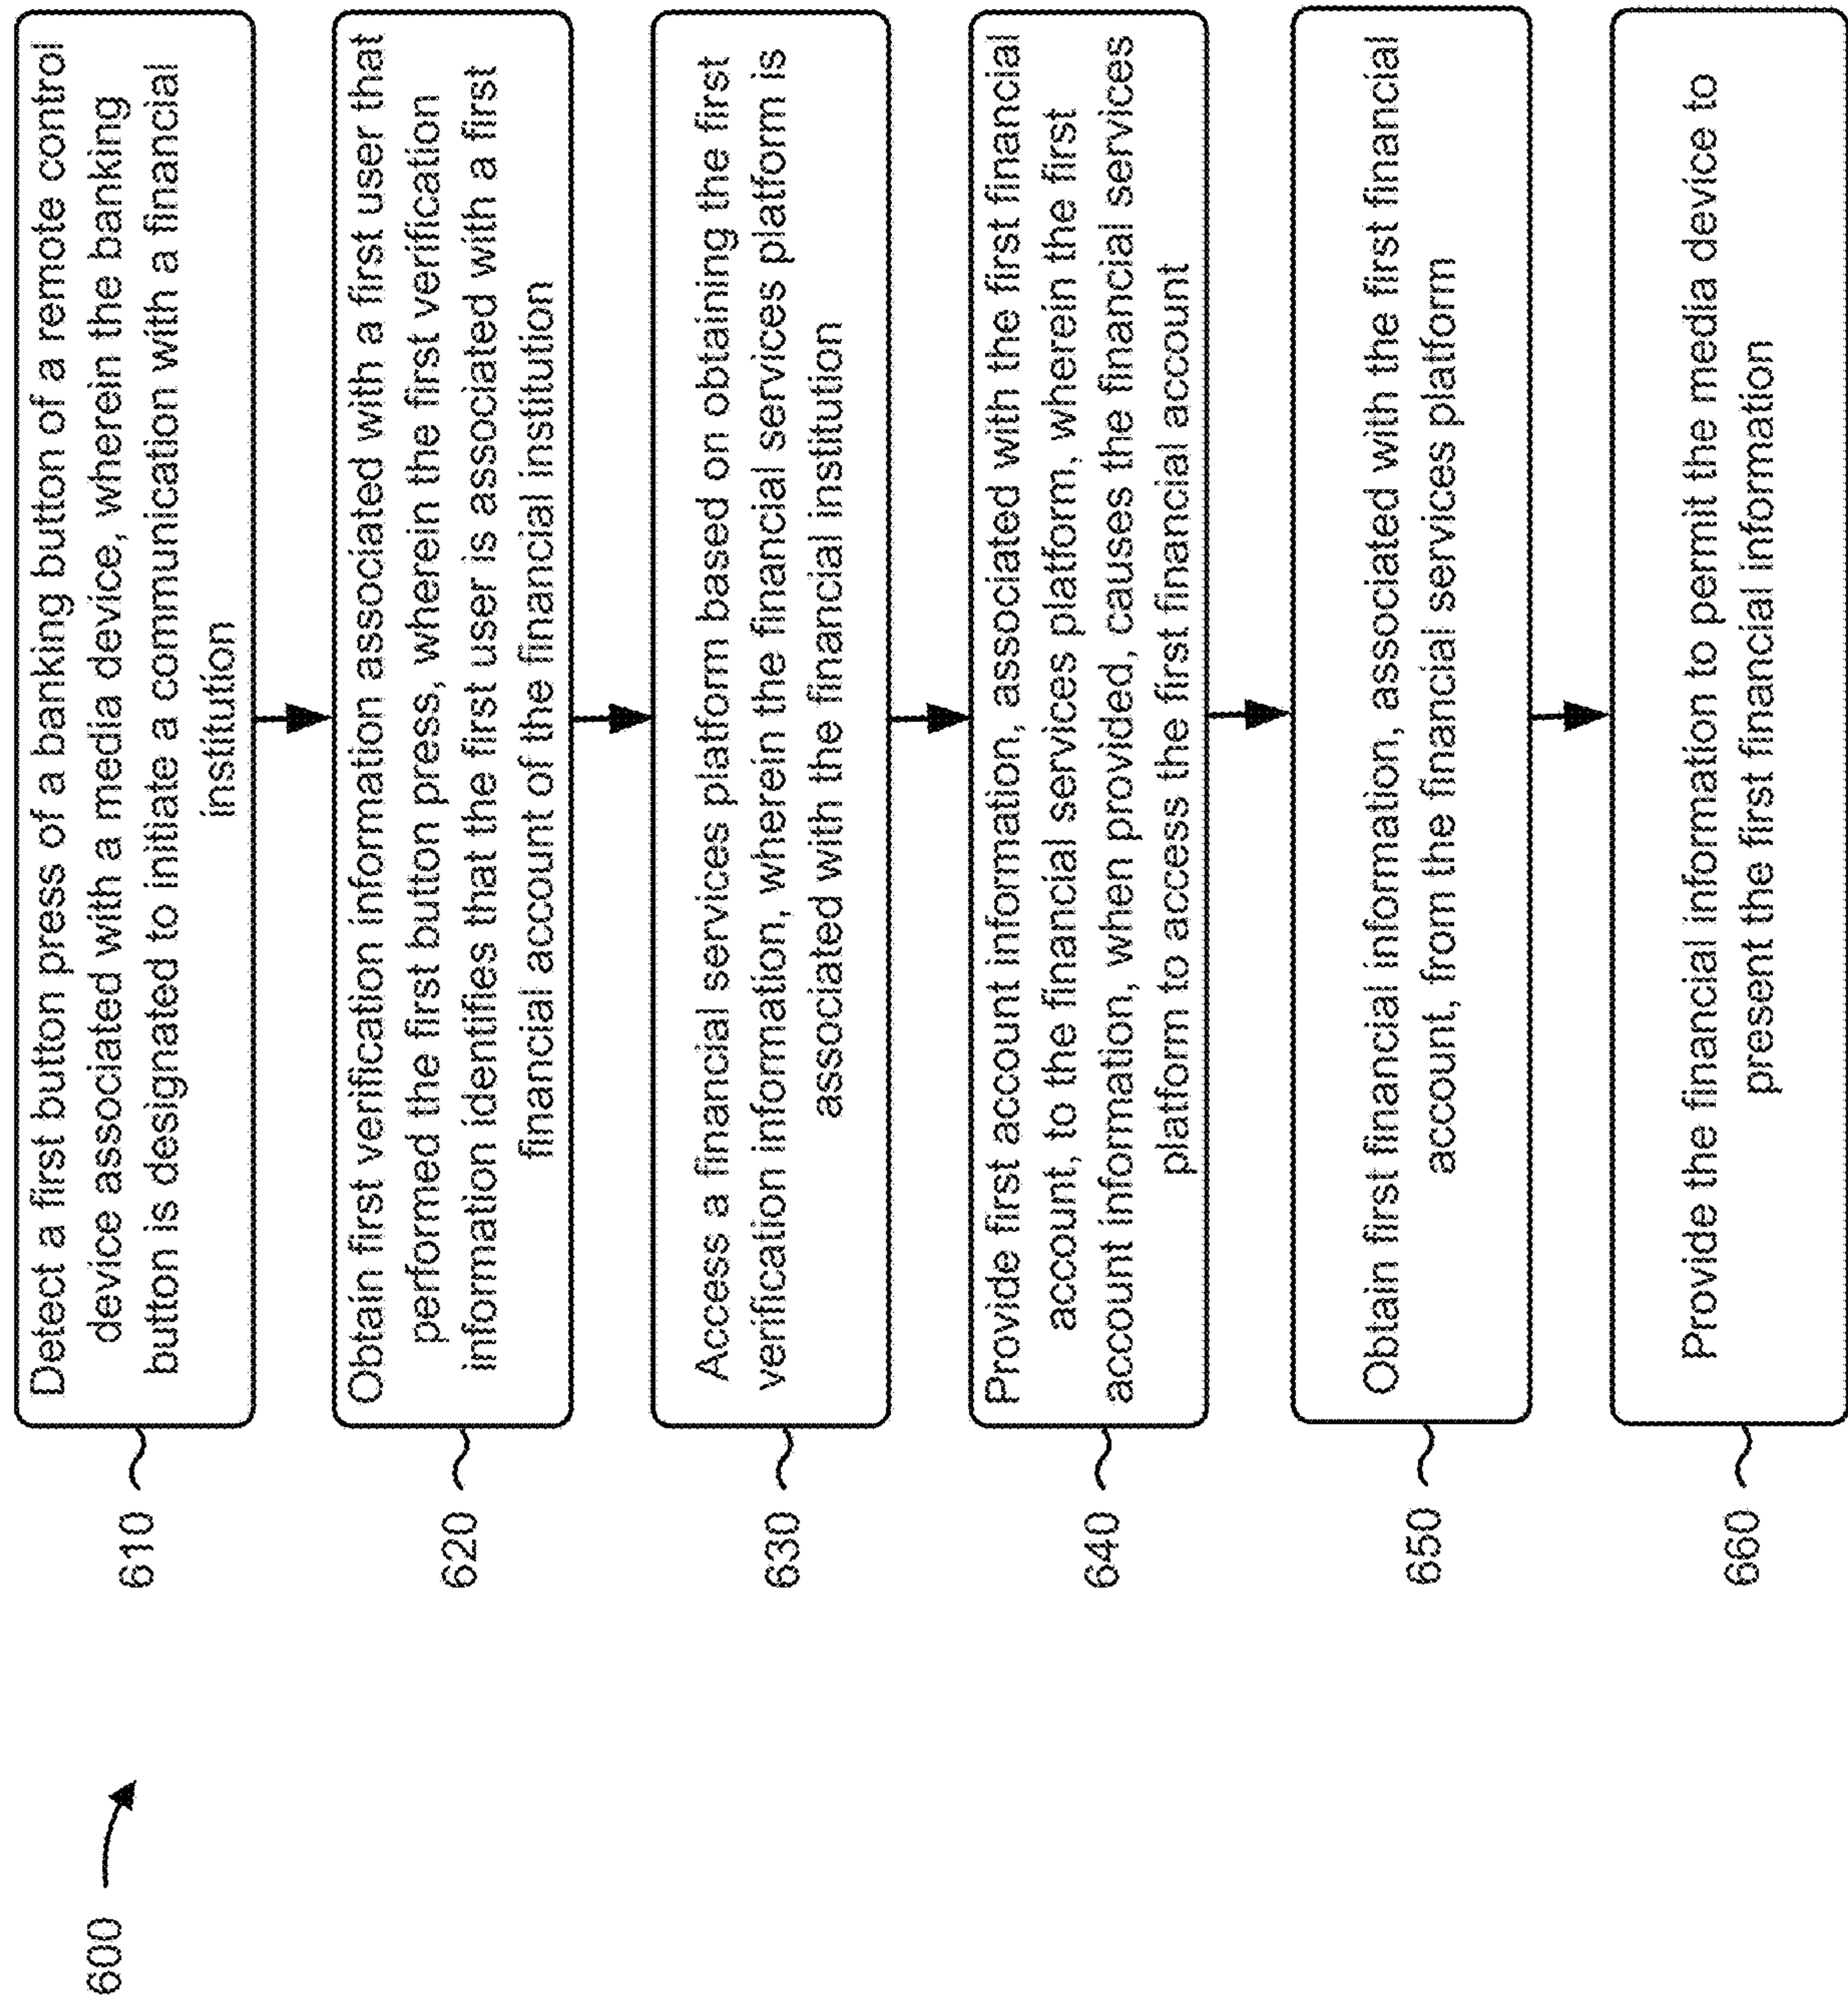 600
610
Detect a first button press of a banking button of a remote control
device associated with a media device, wherein the banking
button is designated to initiate a communication with a financial
institution
620
Obtain first verification information associated with a first user that
performed the first button press, wherein the first verification
information identifies that the first user is associated with a first
financial account of the financial institution
630
Access a financial services platform based on obtaining the first
verification information, wherein the financial services platform is
associated with the financial institution
640
Provide first account information, associated with the first financial
account, to the financial services platform, wherein the first
account information, when provided, causes the financial services
platform to access the first financial account
650
Obtain first financial information, associated with the first financial
account, from the financial services platform
660
Provide the financial information to permit the media device to
present the first financial information